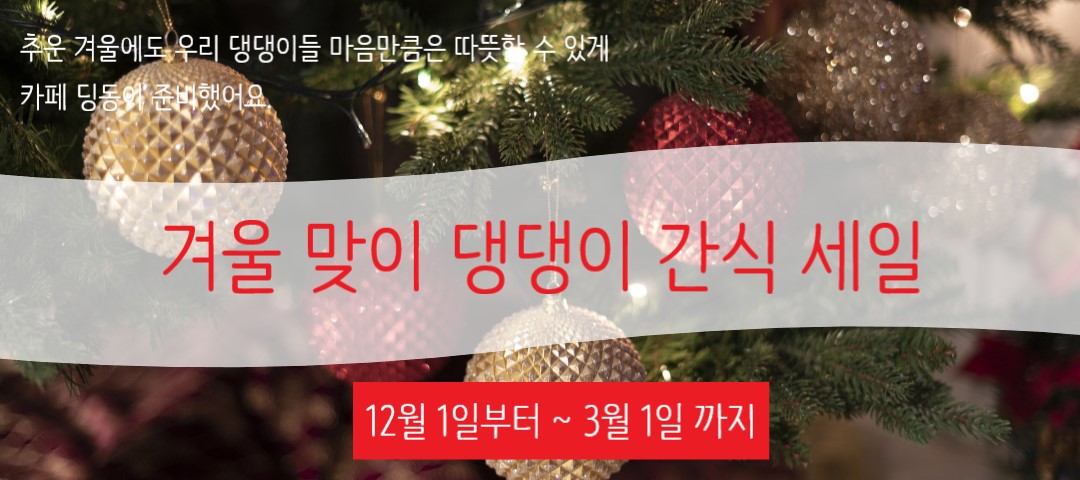 추운 겨울에도 우리 댕댕이들 마음만큼은 따뜻할 수 있게
카페 딩동이 준비했어요.
겨울 맞이 댕댕이 간식 세일
12월 1일부터 ~ 3월 1일 까지